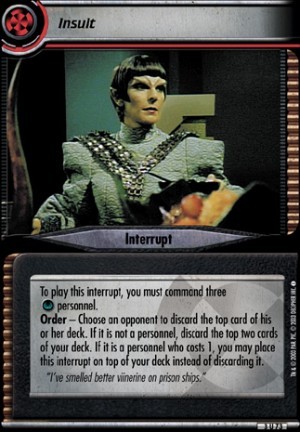 Insult
Interrupt
To play this interrupt, you must command three
personnel.
Order – Choose an opponent to discard the top card of his
or her deck. If it is not a personnel, discard the top two cards
of your deck. If it is a personnel who costs 1, you may place
this interrupt on top of your deck instead of discarding it.
"I've smelled better viinerine on prison ships."